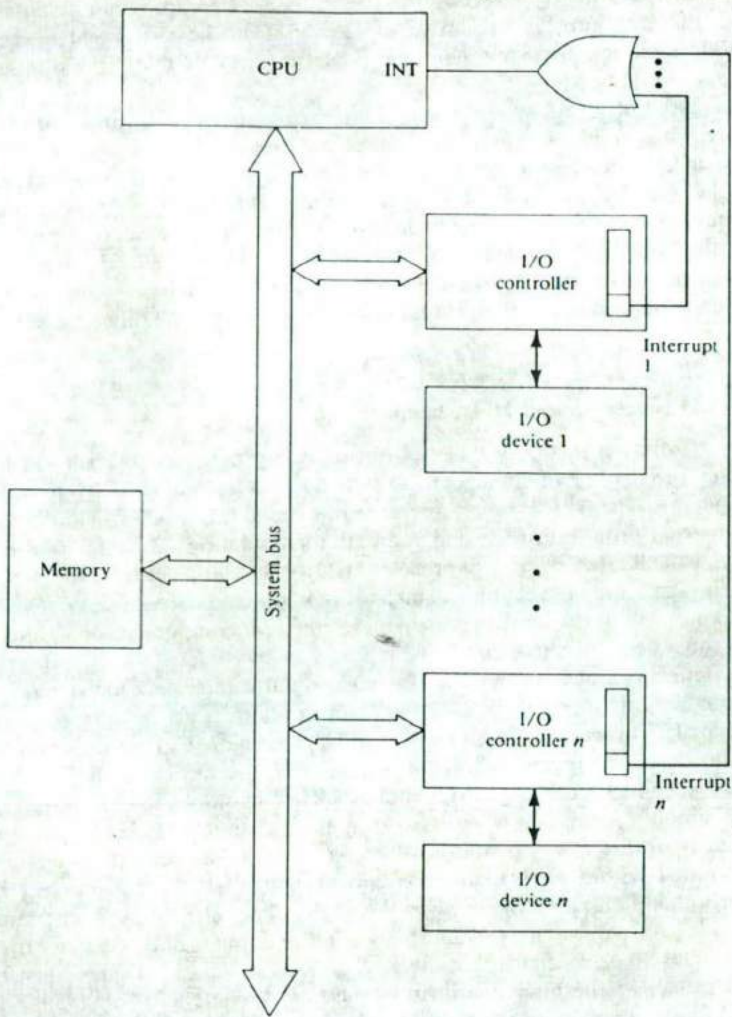 CPU
INT
I/O
controller
Interrupt
1
I/O
device 1
Memory
System bus
I/O
controller n
Interrupt
n
I/O
device n